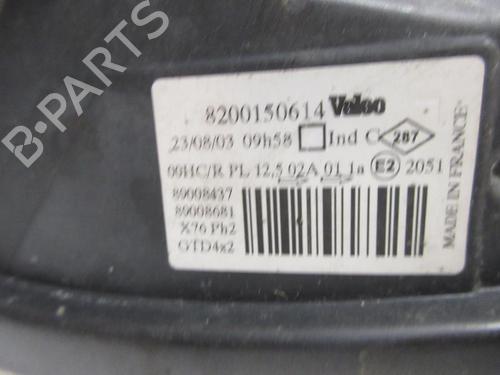 B-PARTS
8200150614 Valeo
23/08/03 09h58 Ind C 287
00HC/R PL 12,5 02A 01 1a E2 2051
89008437
89008681
X76 Ph2
GTD4x2
MADE IN FRANCE